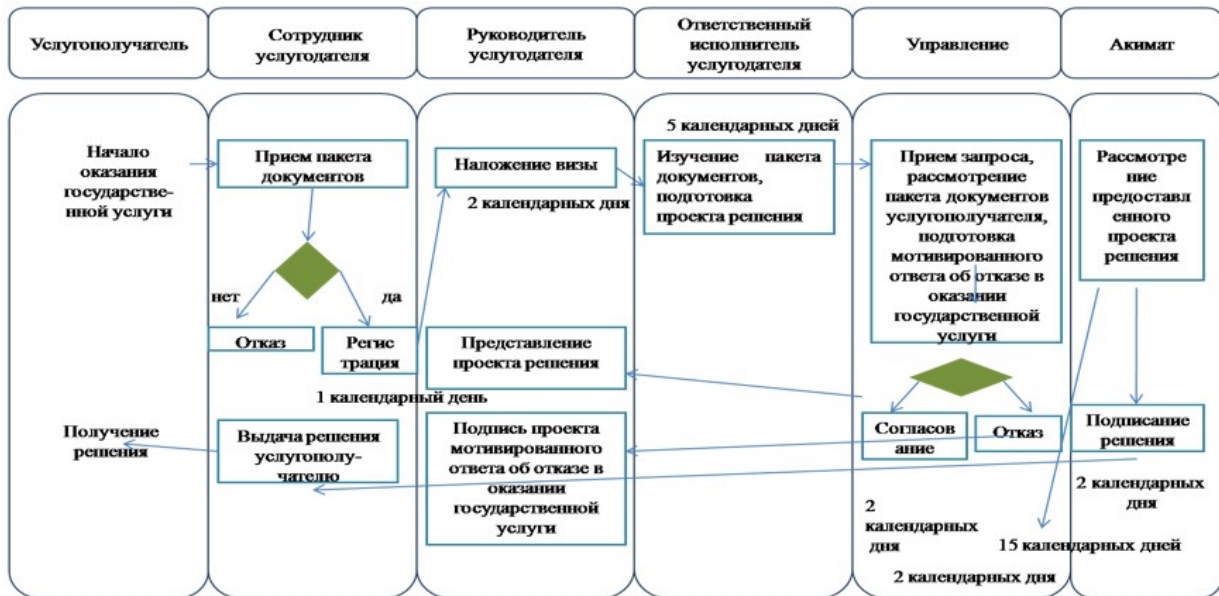 Услугополучатель
Сотрудник
услугодателя
Руководитель
услугодателя
Ответственный
исполнитель
услугодателя
Управление
Акимат
Начало
оказания
государстве-
нной услуги
Прием пакета
документов
нет
да
Отказ
Регис
трация
1 календарный день
Наложение визы
2 календарных дня
5 календарных дней
Изучение пакета
документов,
подготовка
проекта решения
Прием запроса,
рассмотрение
пакета документов
услугополучателя,
подготовка
мотивированного
ответа об отказе в
оказании
государственной
услуги
Рассмотре
ние
предоставл
енного
проекта
решения
Представление
проекта решения
Согласов
ание
Отказ
Подписание
решения
Получение
решения
Выдача решения
услугополу-
чателю
Подпись проекта
мотивированного
ответа об отказе в
оказании
государственной
услуги
2
календарных
дня
2 календарных
дня
15 календарных дней
2 календарных дня